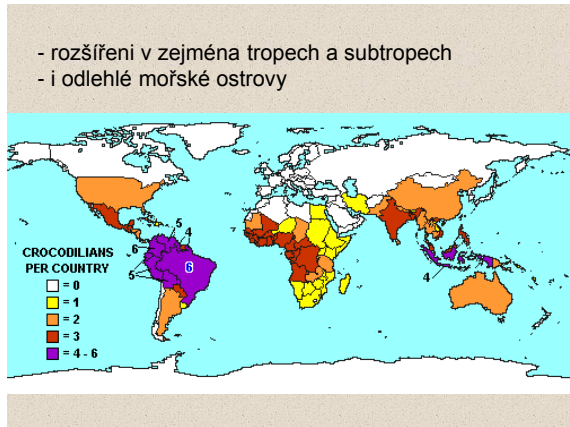 - rozšířeni v zejména tropech a subtropech
- i odlehlé mořské ostrovy
5
4
6
6
5
4
CROCODILIANS
PER COUNTRY
= 0
= 1
= 2
= 3
= 4 - 6